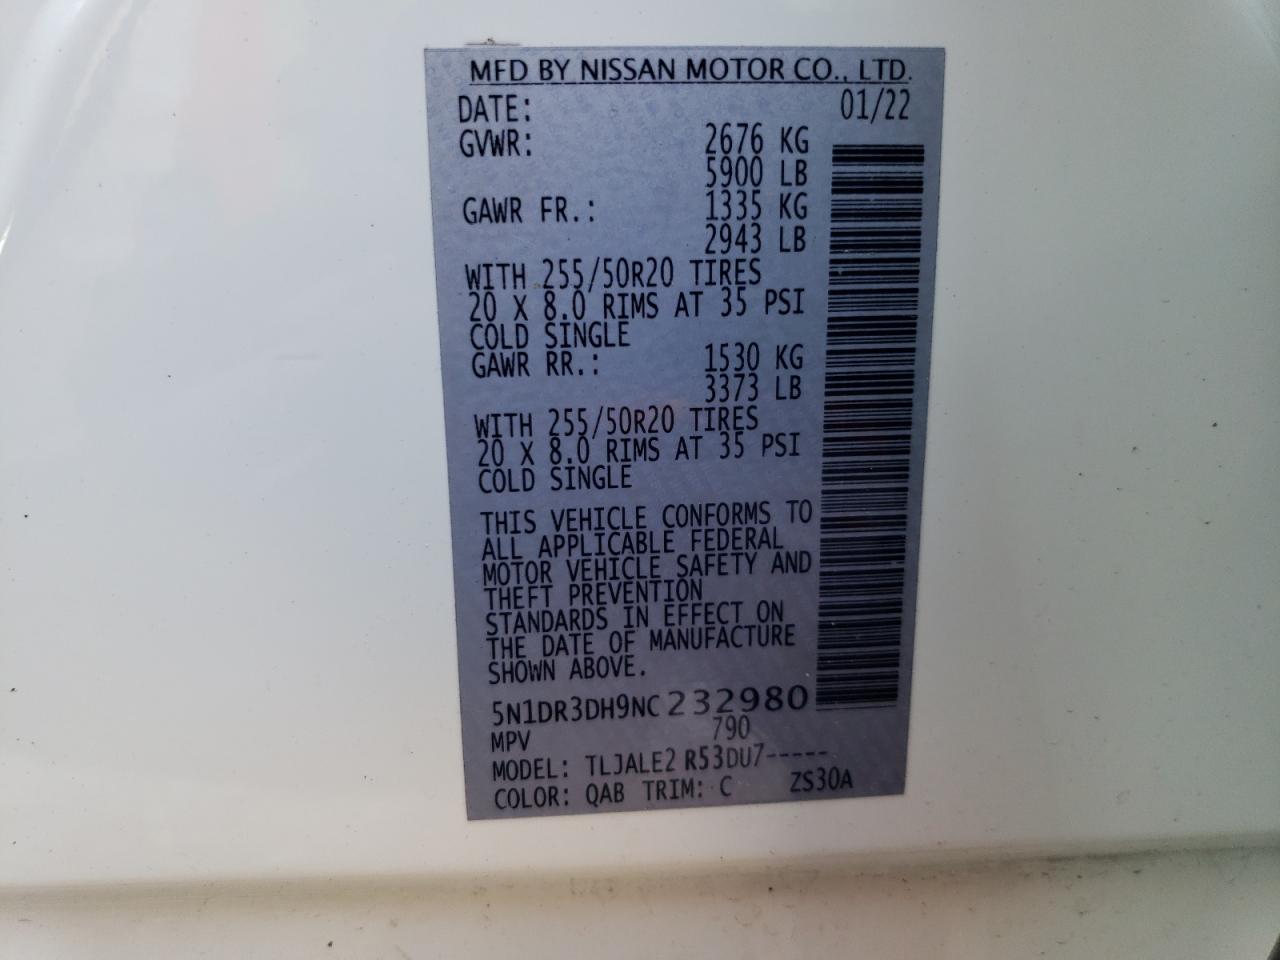 MFD BY NISSAN MOTOR CO., LTD.
DATE: 01/22
GVWR: 2676 KG
5900 LB
GAWR FR.: 1335 KG
2943 LB
WITH 255/50R20 TIRES
20 X 8.0 RIMS AT 35 PSI
COLD SINGLE
GAWR RR.: 1530 KG
3373 LB
WITH 255/50R20 TIRES
20 X 8.0 RIMS AT 35 PSI
COLD SINGLE
THIS VEHICLE CONFORMS TO
ALL APPLICABLE FEDERAL
MOTOR VEHICLE SAFETY AND
THEFT PREVENTION
STANDARDS IN EFFECT ON
THE DATE OF MANUFACTURE
SHOWN ABOVE.
5N1DR3DH9NC232980
MPV 790
MODEL: TLJALE2 R53DU7-----
COLOR: QAB TRIM: C ZS30A